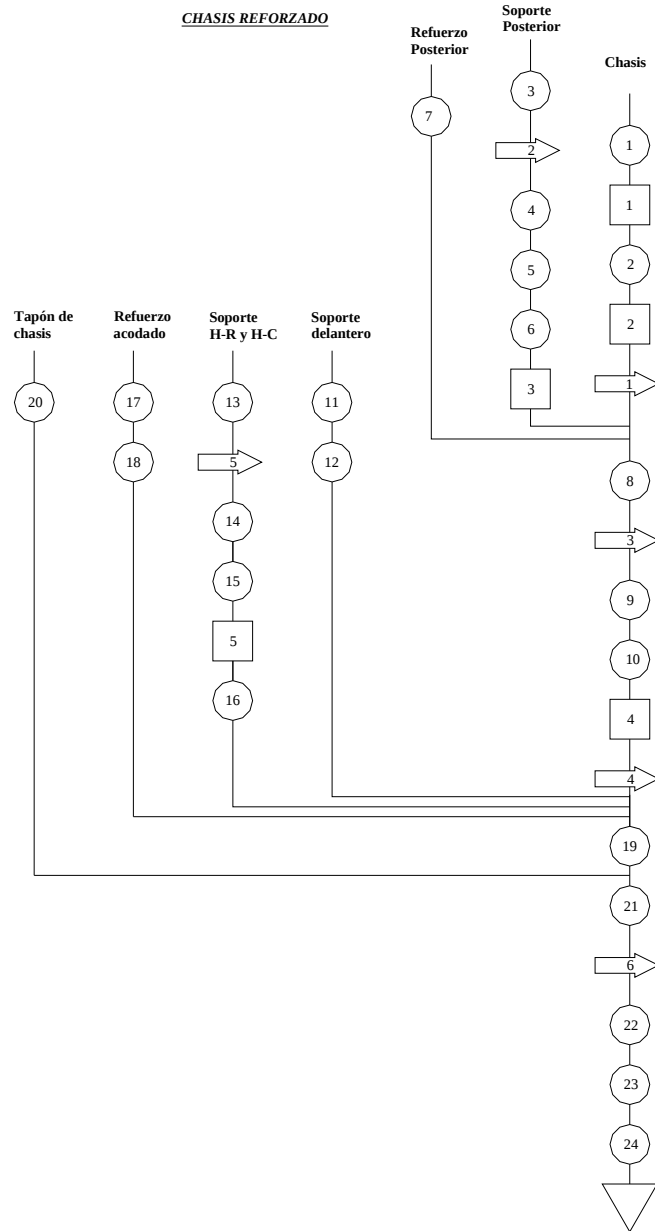 CHASIS REFORZADO
Soporte
Posterior
Refuerzo
Posterior
Chasis
3
7
2
1
4
1
5
2
6
2
Tapón de
chasis
Refuerzo
acodado
Soporte
H-R y H-C
Soporte
delantero
3
1
20
17
13
11
18
5
12
8
14
3
15
9
5
10
16
4
4
19
21
6
22
23
24